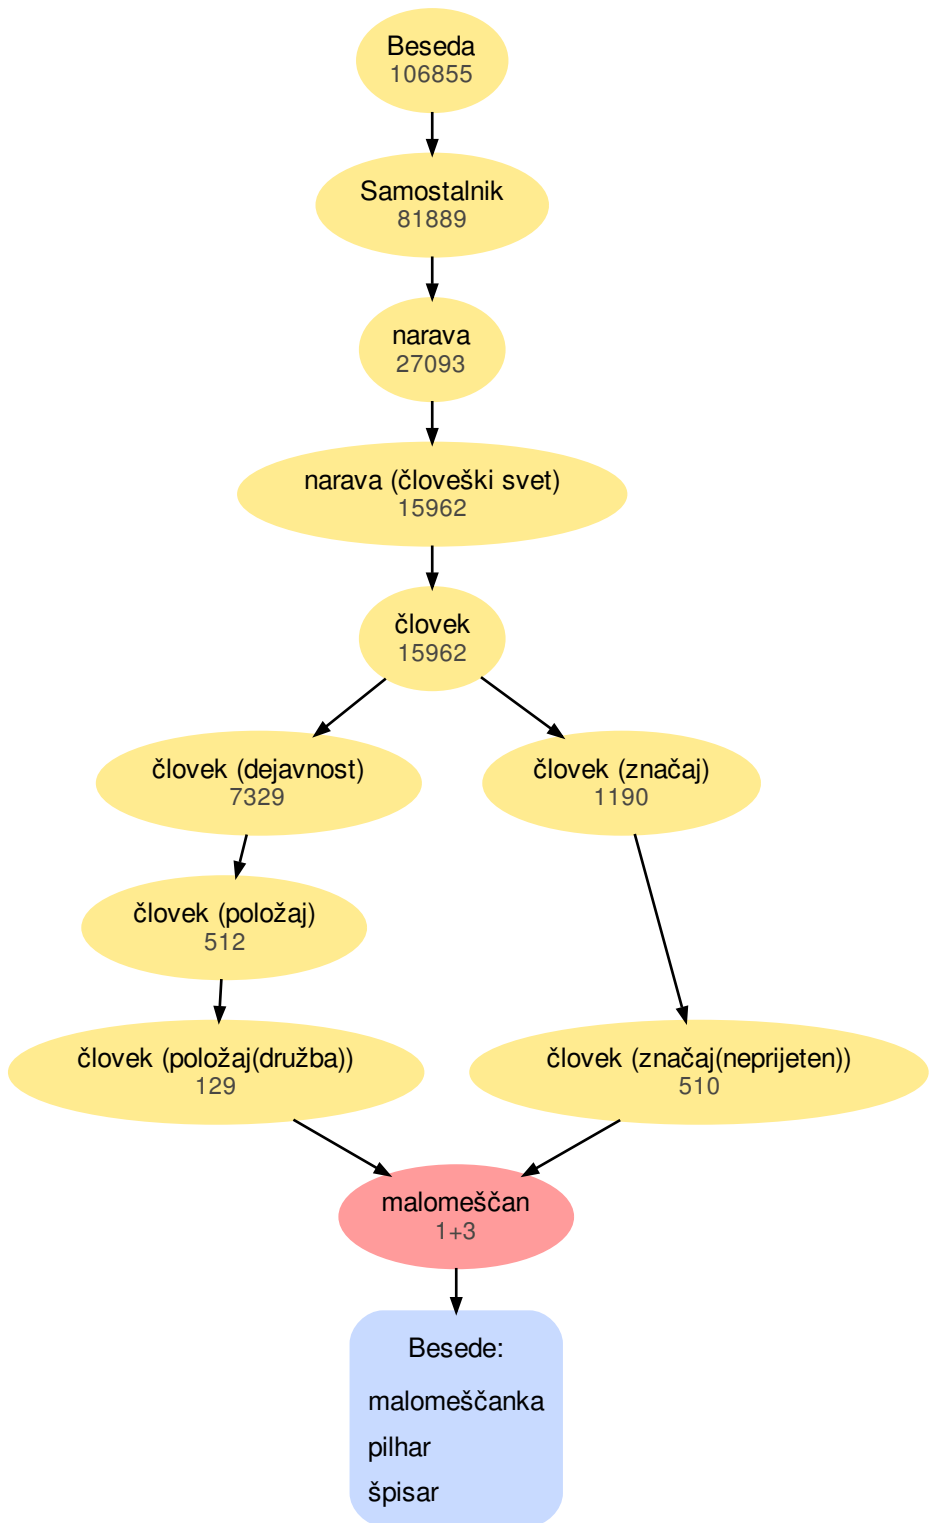 Beseda
106855
Samostalnik
81889
narava
27093
narava (človeški svet)
15962
človek
15962
človek (dejavnost)
7329
človek (značaj)
1190
človek (položaj)
512
človek (položaj(družba))
129
človek (značaj(neprijeten))
510
malomeščan
1+3
Besede:
malomeščanka
pilhar
špisar